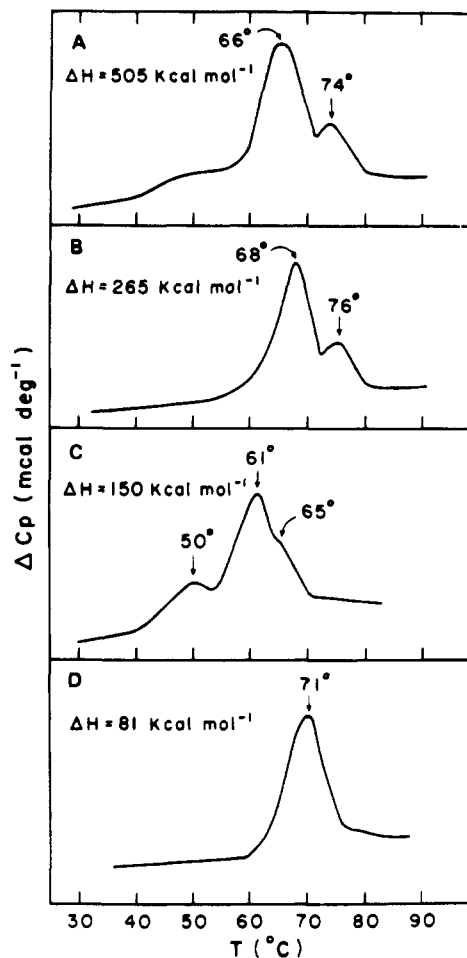 A
66°
74°
ΔH = 505 Kcal mol⁻¹
B
68°
76°
ΔH = 265 Kcal mol⁻¹
C
61°
ΔH = 150 Kcal mol⁻¹
65°
50°
D
71°
ΔH = 81 Kcal mol⁻¹
Δ Cp (mcal deg⁻¹)
30 40 50 60 70 80 90
T (°C)